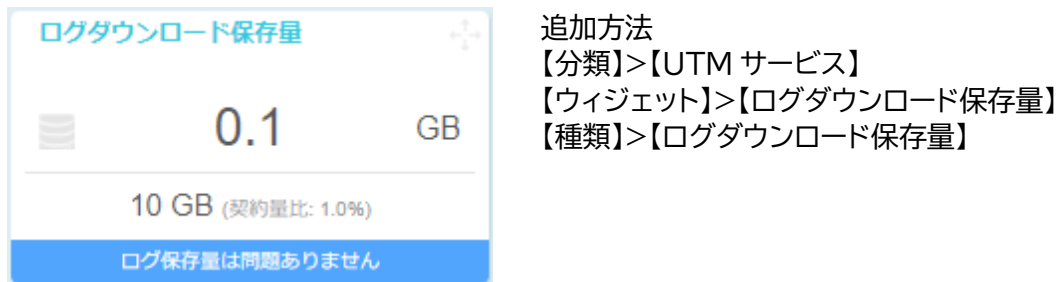 ログダウンロード保存量
0.1 GB
10 GB (契約量比: 1.0%)
ログ保存量は問題ありません
追加方法
【分類】>【UTM サービス】
【ウィジェット】>【ログダウンロード保存量】
【種類】>【ログダウンロード保存量】